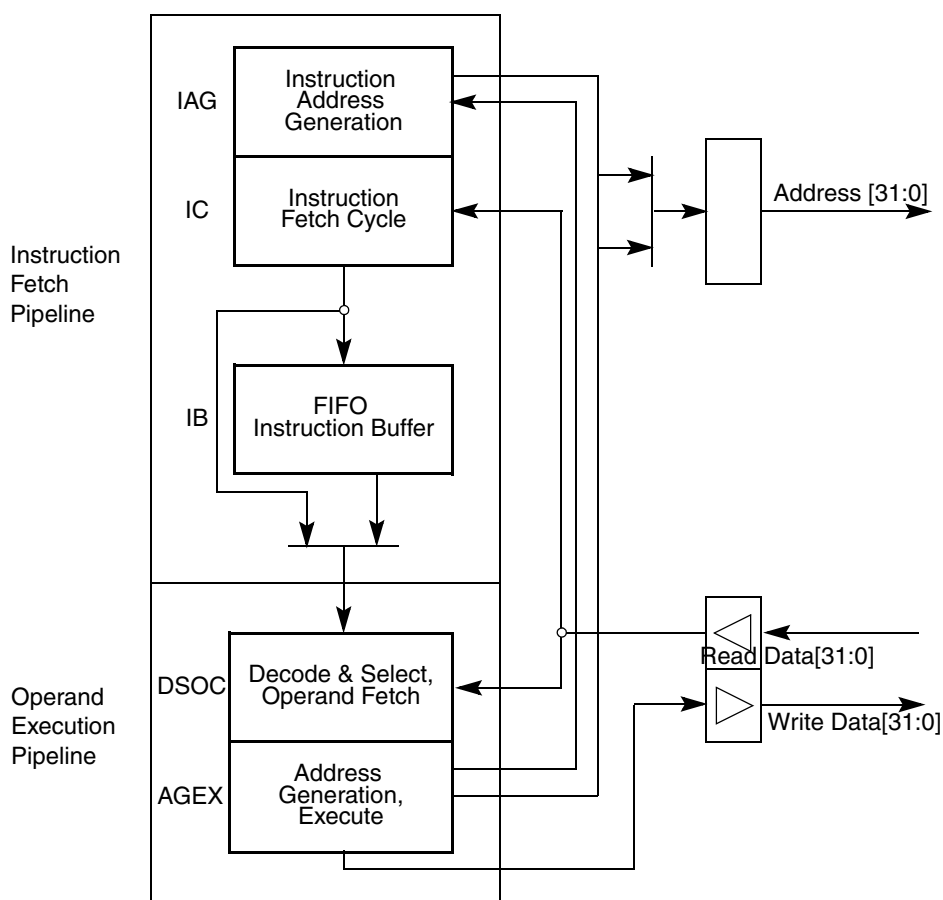 IAG
Instruction
Address
Generation
IC
Instruction
Fetch Cycle
Address [31:0]
Instruction
Fetch
Pipeline
IB
FIFO
Instruction Buffer
DSOC
Decode & Select,
Operand Fetch
Read Data[31:0]
Operand
Execution
Pipeline
Write Data[31:0]
AGEX
Address
Generation,
Execute